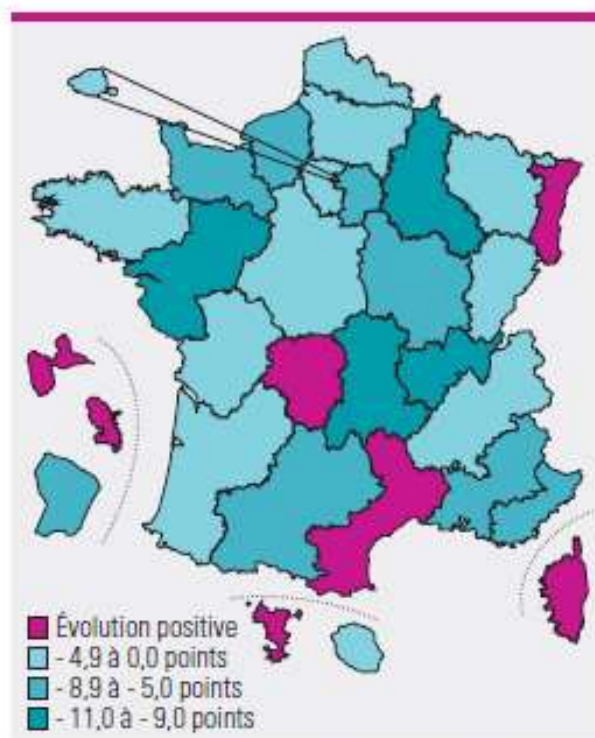 Évolution positive
- 4,9 à 0,0 points
- 8,9 à - 5,0 points
- 11,0 à - 9,0 points